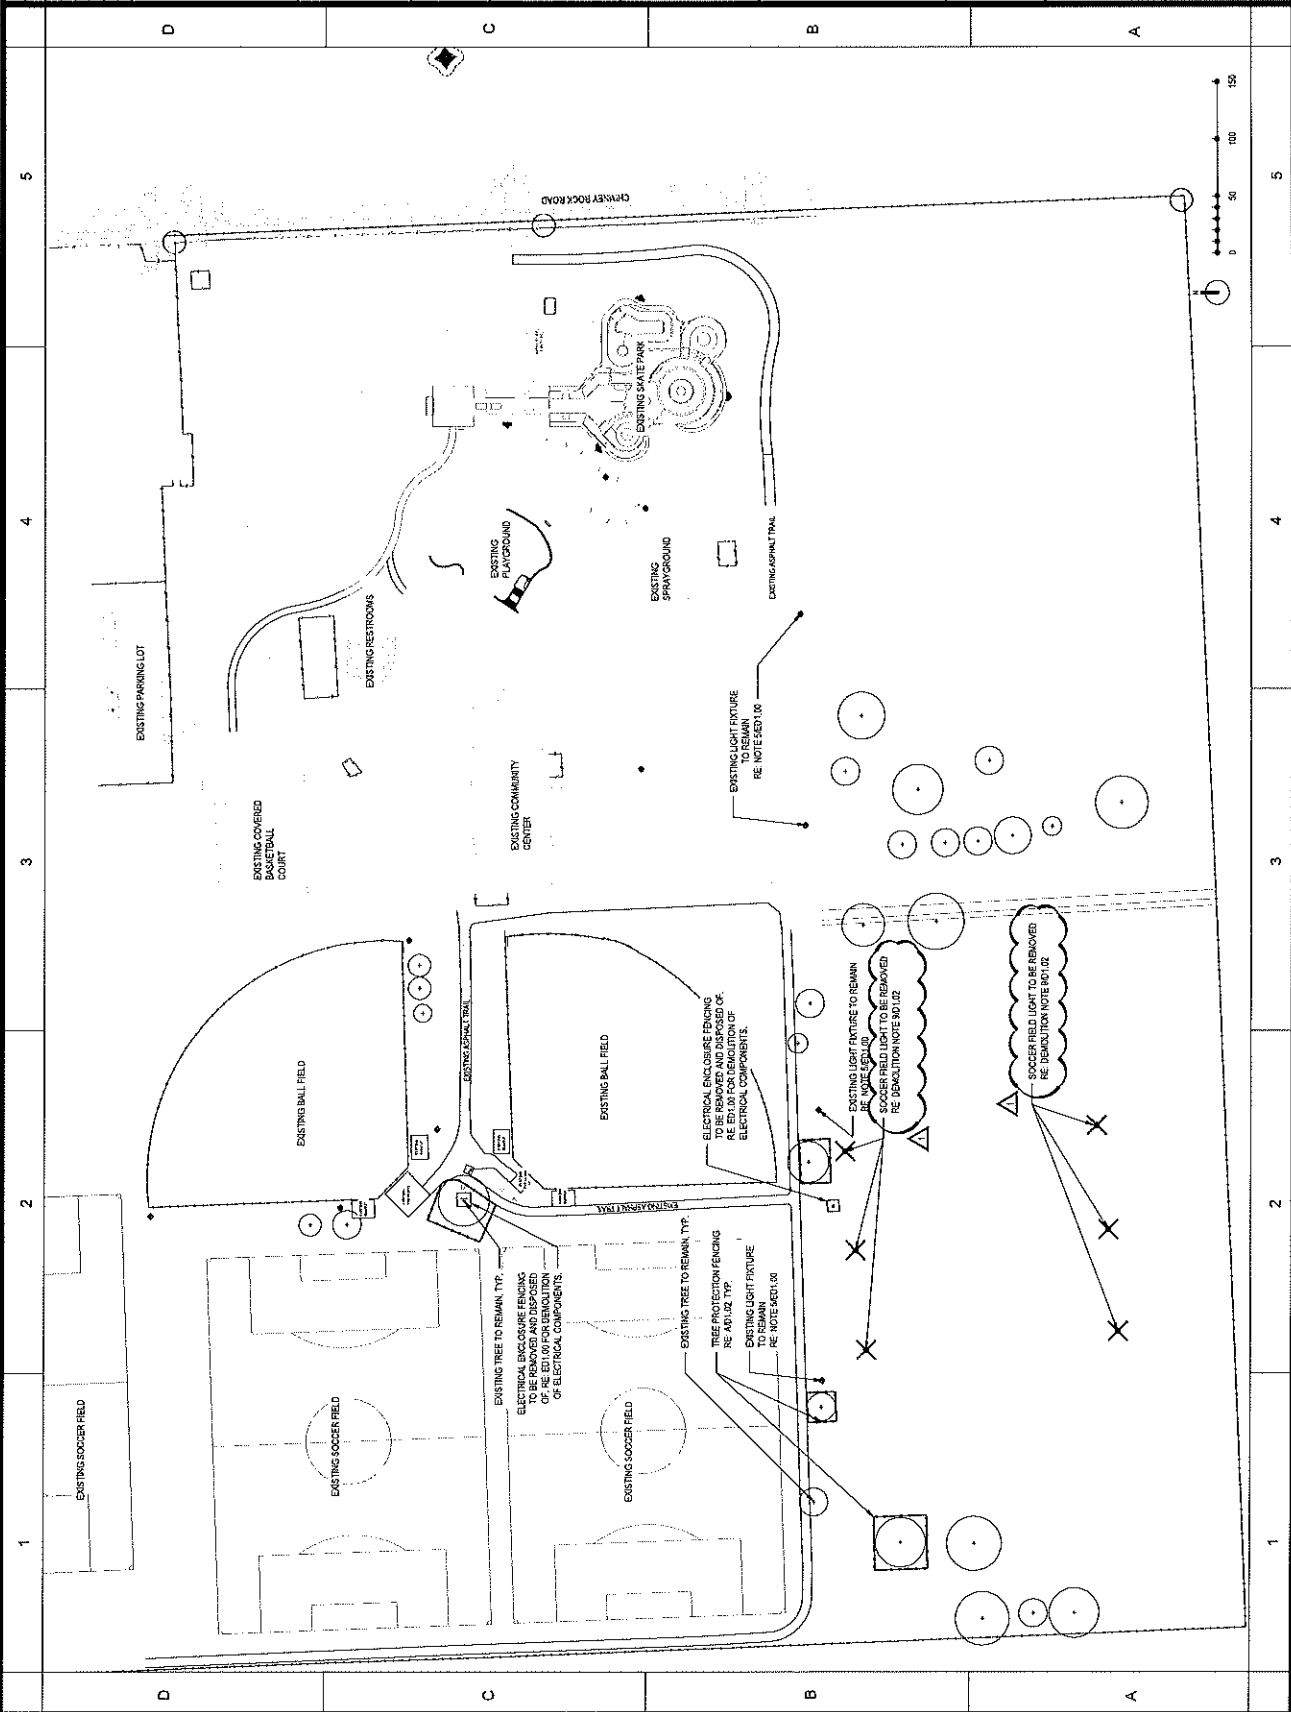 D
C
B
A
5
4
3
2
1
5
4
3
2
1
D
C
B
A
CHIMNEY ROCK ROAD
0
50
100
150
N
EXISTING PARKING LOT
EXISTING RESTROOMS
EXISTING COVERED
BASKETBALL
COURT
EXISTING
PLAYGROUND
EXISTING SKATE PARK
EXISTING
SPRAYGROUND
EXISTING ASPHALT TRAIL
EXISTING COMMUNITY
CENTER
EXISTING LIGHT FIXTURE
TO REMAIN
RE: NOTE 5/ED1.00
EXISTING BALL FIELD
EXISTING ASPHALT TRAIL
EXISTING BALL FIELD
ELECTRICAL ENCLOSURE FENCING
TO BE REMOVED AND DISPOSED OF.
RE. ED1.00 FOR DEMOLITION OF
ELECTRICAL COMPONENTS.
EXISTING LIGHT FIXTURE TO REMAIN
RE: NOTE 5/ED1.00
SOCCER FIELD LIGHT TO BE REMOVED
RE: DEMOLITION NOTE 9/D1.02
1
SOCCER FIELD LIGHT TO BE REMOVED
RE: DEMOLITION NOTE 9/D1.02
1
EXISTING ASPHALT TRAIL
EXISTING TREE TO REMAIN, TYP.
ELECTRICAL ENCLOSURE FENCING
TO BE REMOVED AND DISPOSED
OF, RE: ED1.00 FOR DEMOLITION
OF ELECTRICAL COMPONENTS.
EXISTING TREE TO REMAIN, TYP.
TREE PROTECTION FENCING
RE: A/D1.02, TYP.
EXISTING LIGHT FIXTURE
TO REMAIN
RE: NOTE 5/ED1.00
EXISTING SOCCER FIELD
EXISTING SOCCER FIELD
EXISTING SOCCER FIELD